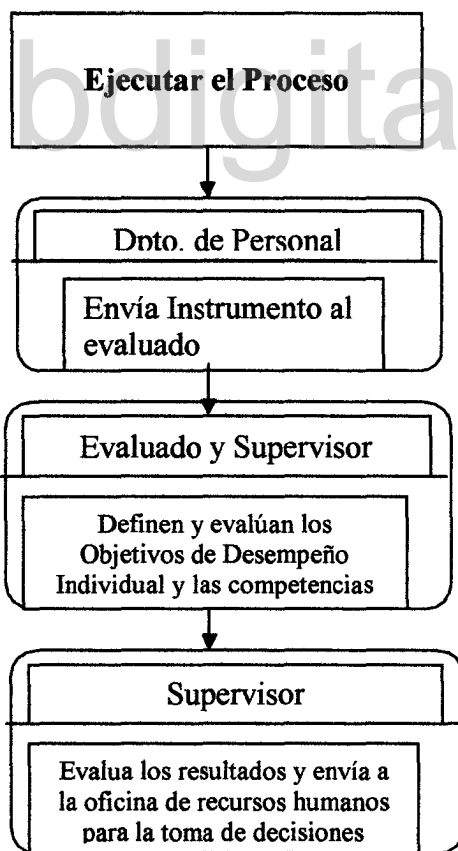 bdigita
Ejecutar el Proceso
Dpto. de Personal
Envía Instrumento al
evaluado
Evaluado y Supervisor
Definen y evalúan los
Objetivos de Desempeño
Individual y las competencias
Supervisor
Evalua los resultados y envía a
la oficina de recursos humanos
para la toma de decisiones